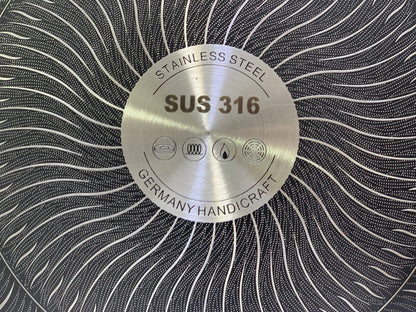 STAINLESS STEEL
SUS 316
GERMANY HANDICRAFT